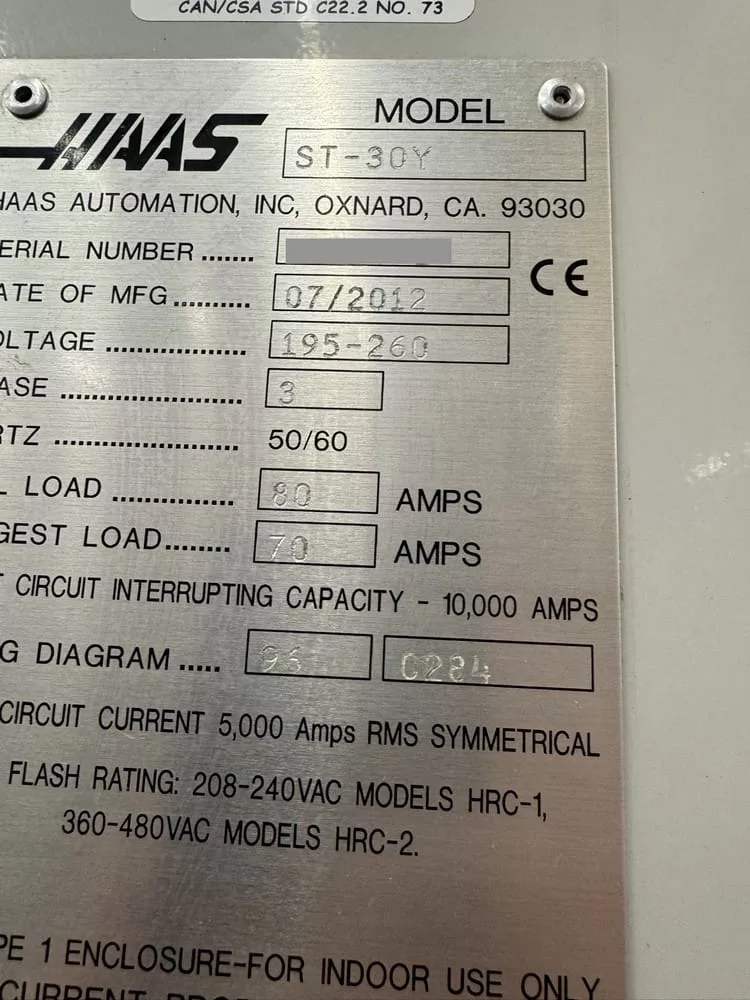 CAN/CSA STD C22.2 NO. 73
HAAS
MODEL
ST-30Y
HAAS AUTOMATION, INC, OXNARD, CA. 93030
ERIAL NUMBER .......
CE
ATE OF MFG..........
07/2012
OLTAGE ..................
195-260
ASE .......................
3
RTZ .......................
50/60
L LOAD ...............
80 AMPS
GEST LOAD........
70 AMPS
T CIRCUIT INTERRUPTING CAPACITY - 10,000 AMPS
G DIAGRAM .....
96 0284
CIRCUIT CURRENT 5,000 Amps RMS SYMMETRICAL
FLASH RATING: 208-240VAC MODELS HRC-1,
360-480VAC MODELS HRC-2.
PE 1 ENCLOSURE-FOR INDOOR USE ONLY